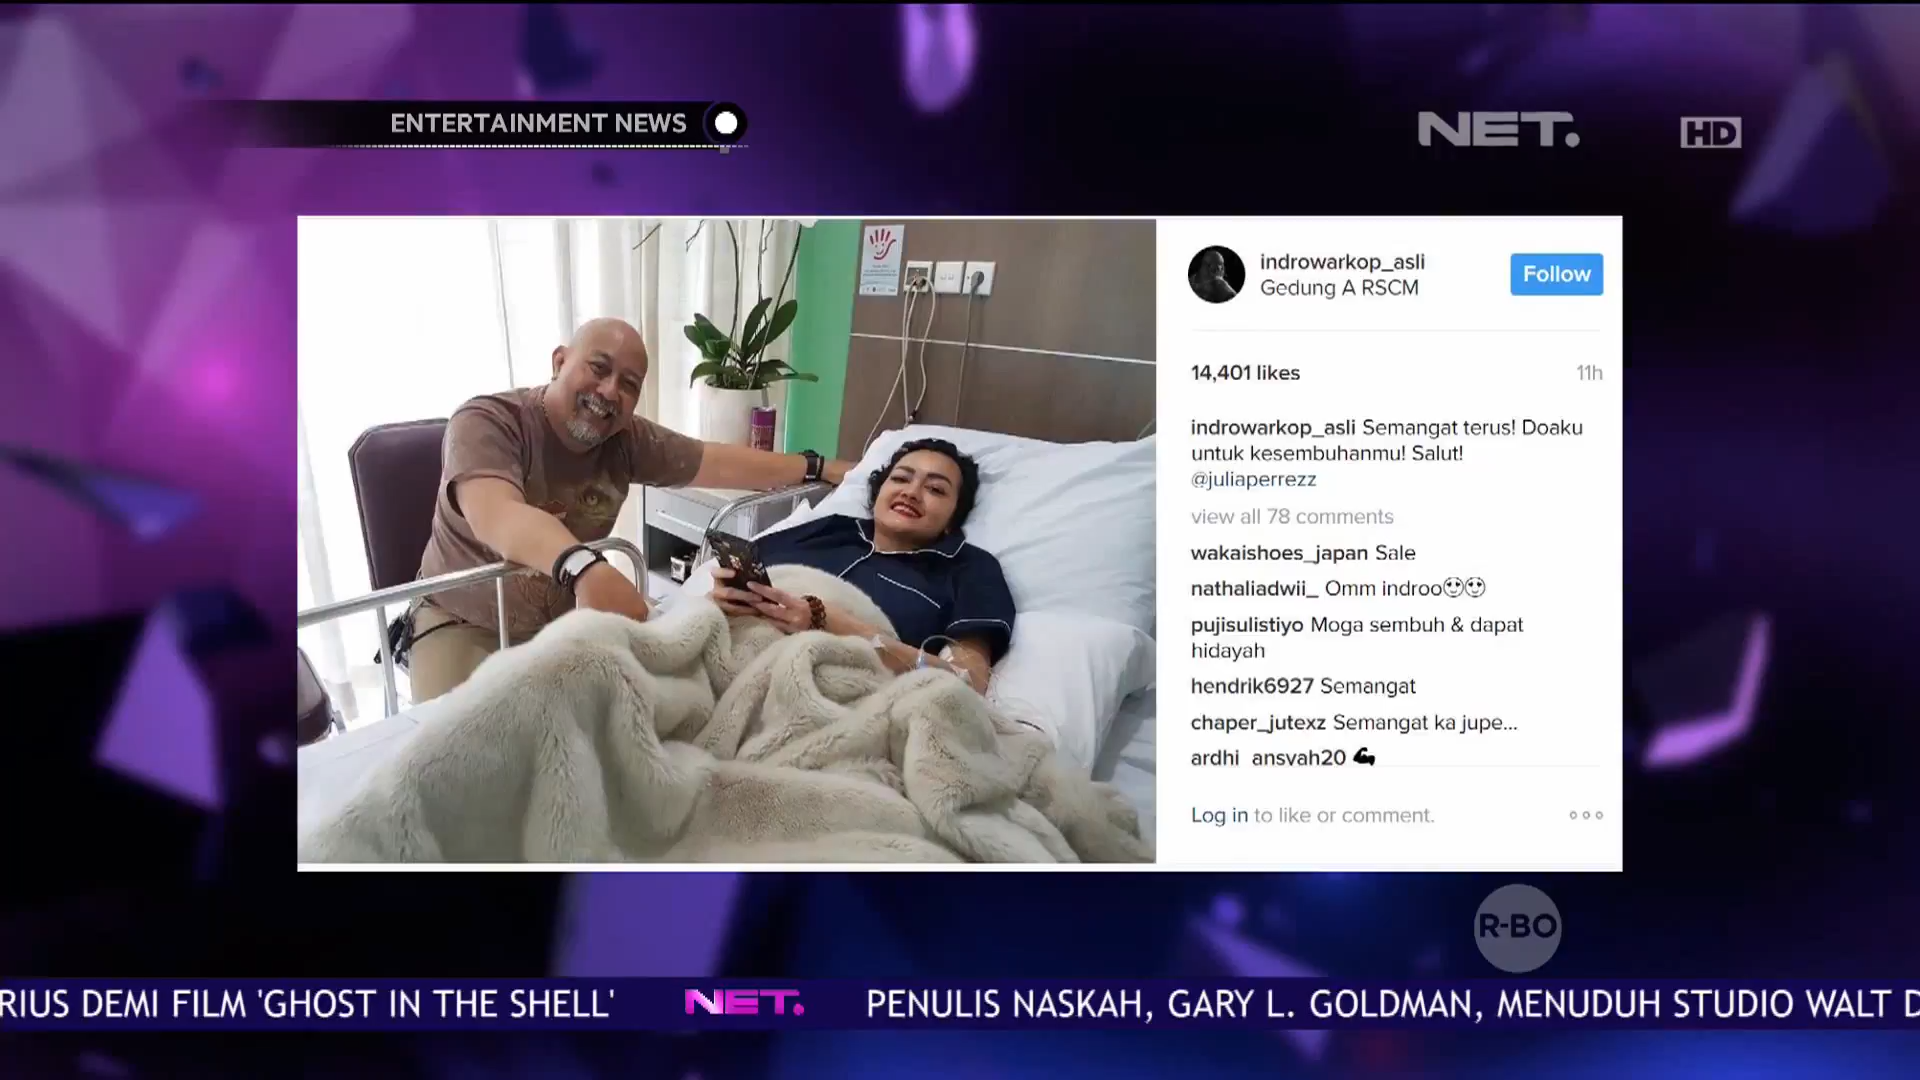 ENTERTAINMENT NEWS
NET.
HD
indrowarkop_asli
Gedung A RSCM
Follow
14,401 likes
11h
indrowarkop_asli Semangat terus! Doaku
untuk kesembuhanmu! Salut!
@juliaperrezz
view all 78 comments
wakaishoes_japan Sale
nathaliadwii_ Omm indroo😍😍
pujisulistiyo Moga sembuh & dapat
hidayah
hendrik6927 Semangat
chaper_jutexz Semangat ka jupe...
ardhi_ansyah20 💪
Log in to like or comment.
R-BO
RIUS DEMI FILM 'GHOST IN THE SHELL'
NET.
PENULIS NASKAH, GARY L. GOLDMAN, MENUDUH STUDIO WALT D